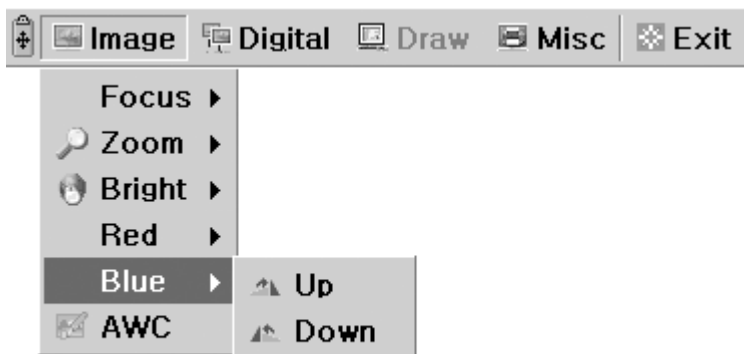 Image Digital Draw Misc Exit
Focus
Zoom
Bright
Red
Blue
Up
AWC
Down